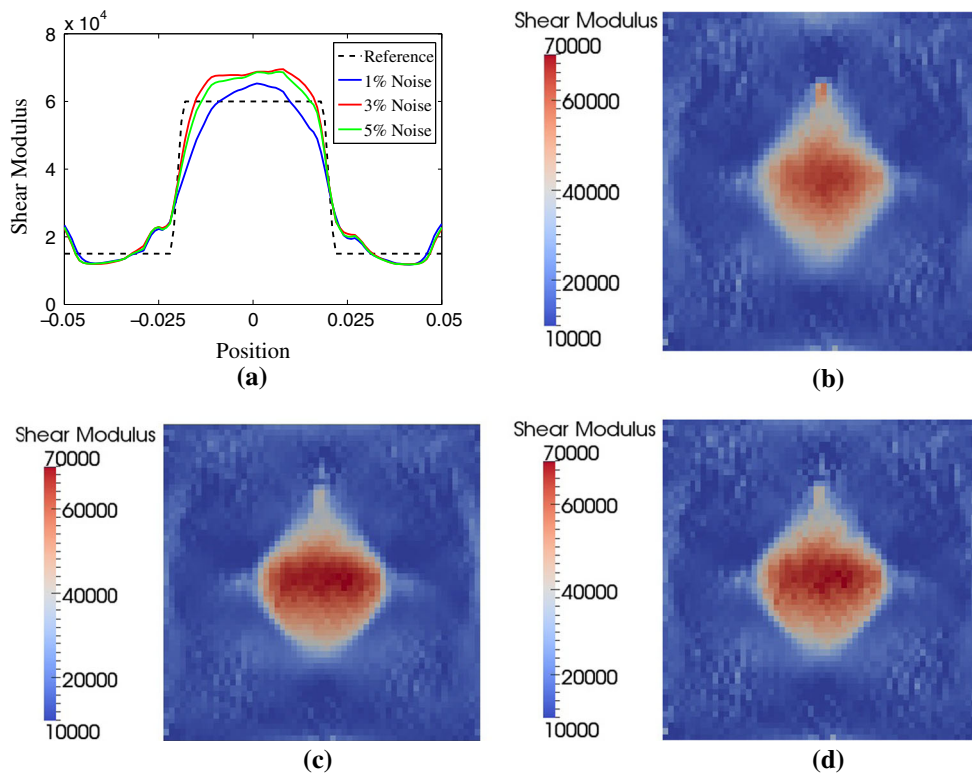 8 x 10⁴
6
4
2
0
−0.05
−0.025
0
0.025
0.05
Shear Modulus
Position
Reference
1% Noise
3% Noise
5% Noise
(a)
Shear Modulus
70000
60000
40000
20000
10000
(b)
Shear Modulus
70000
60000
40000
20000
10000
(c)
Shear Modulus
70000
60000
40000
20000
10000
(d)